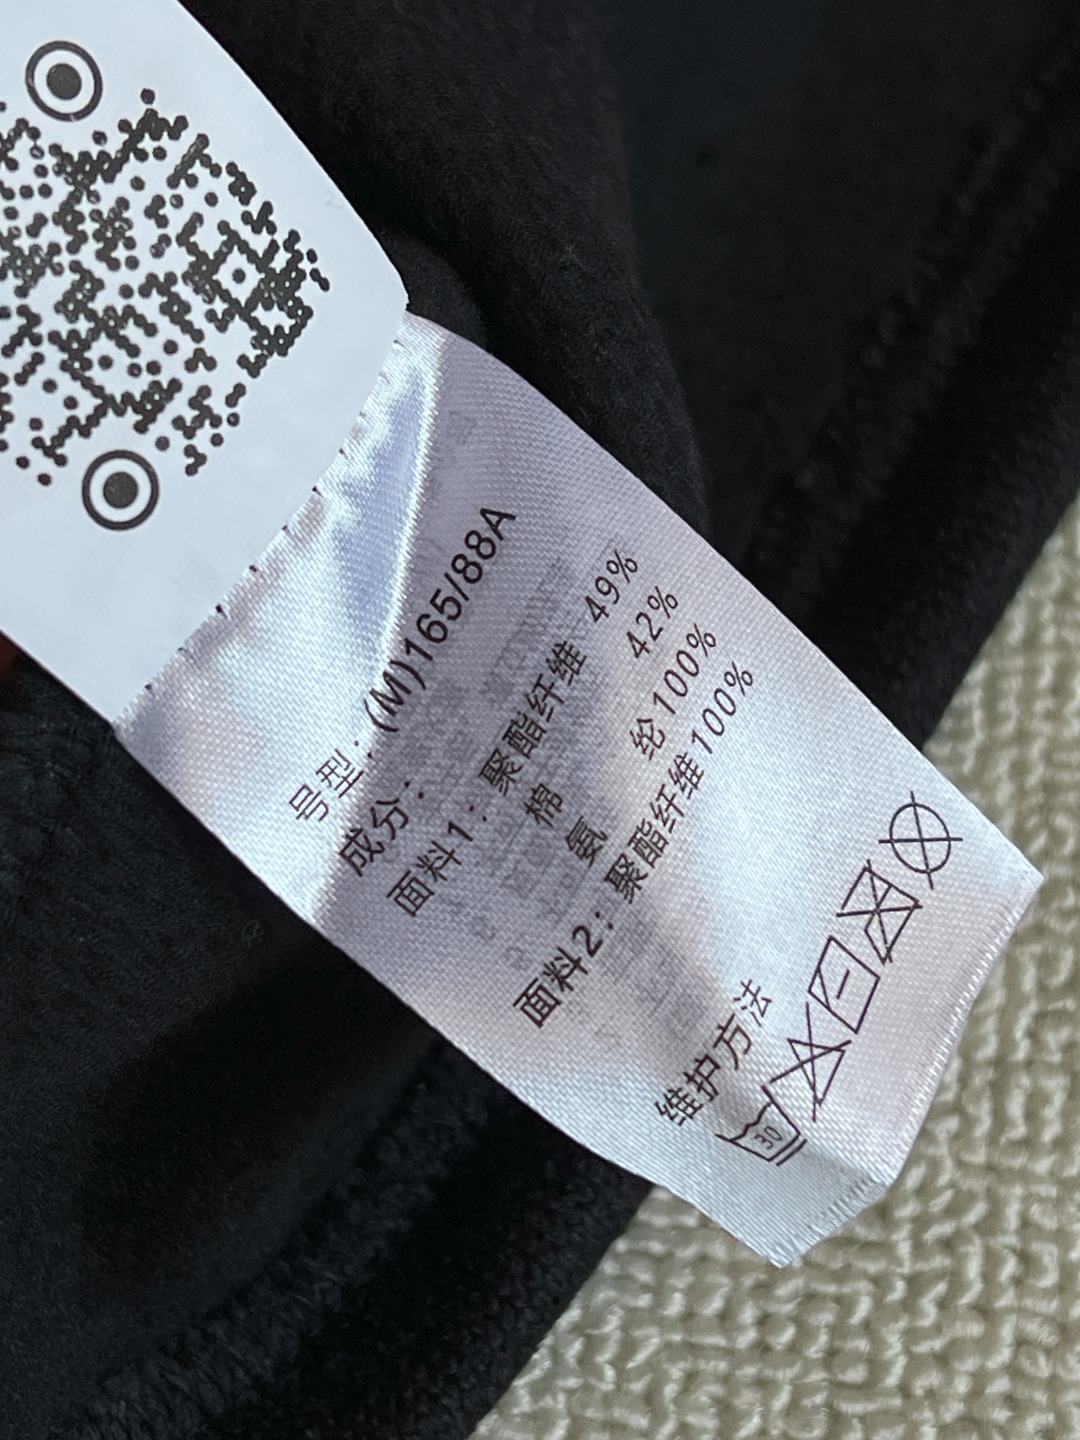 号型:(M)165/88A
成分:
面料1:聚酯纤维 49%
棉 42%
氨 纶100%
面料2:聚酯纤维100%
维护方法
30